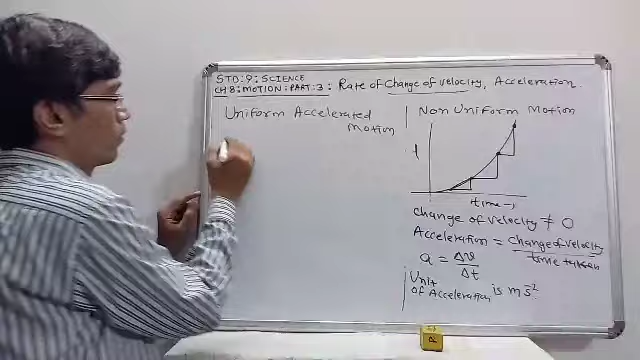 STD: 9: SCIENCE
CH 8: MOTION: PART: 3: Rate of Change of Velocity, Acceleration.
Uniform Accelerated
Motion
Non Uniform Motion
time →
Change of Velocity ≠ 0
Acceleration = Change of Velocity
time taken
a = Δv
Δt
Unit
of Acceleration is ms⁻²